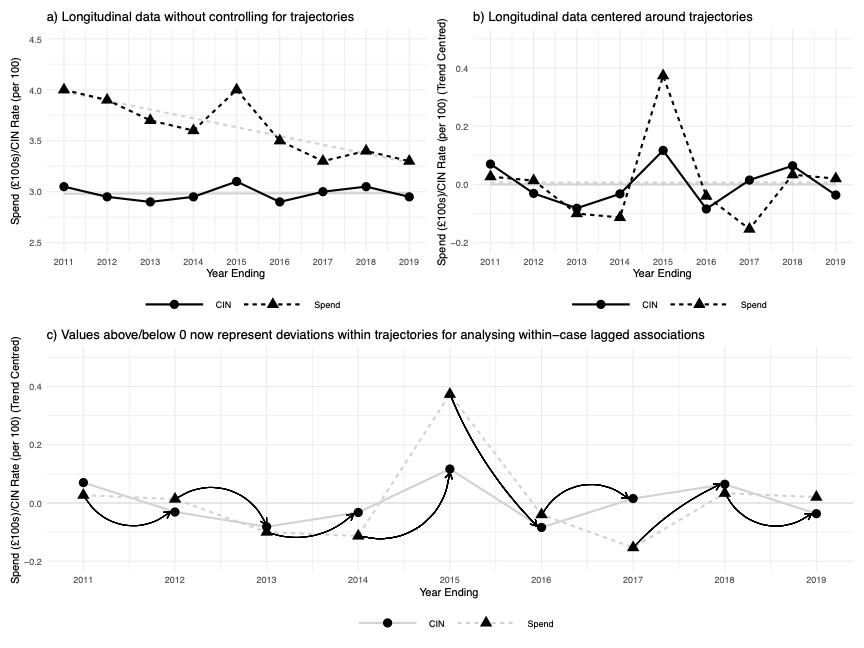 a) Longitudinal data without controlling for trajectories
Spend (£100s)/CIN Rate (per 100)
4.5
4.0
3.5
3.0
2.5
2011 2012 2013 2014 2015 2016 2017 2018 2019
Year Ending
CIN Spend
b) Longitudinal data centered around trajectories
Spend (£100s)/CIN Rate (per 100) (Trend Centred)
0.4
0.2
0.0
−0.2
2011 2012 2013 2014 2015 2016 2017 2018 2019
Year Ending
CIN Spend
c) Values above/below 0 now represent deviations within trajectories for analysing within−case lagged associations
Spend (£100s)/CIN Rate (per 100) (Trend Centred)
0.4
0.2
0.0
−0.2
2011 2012 2013 2014 2015 2016 2017 2018 2019
Year Ending
CIN Spend